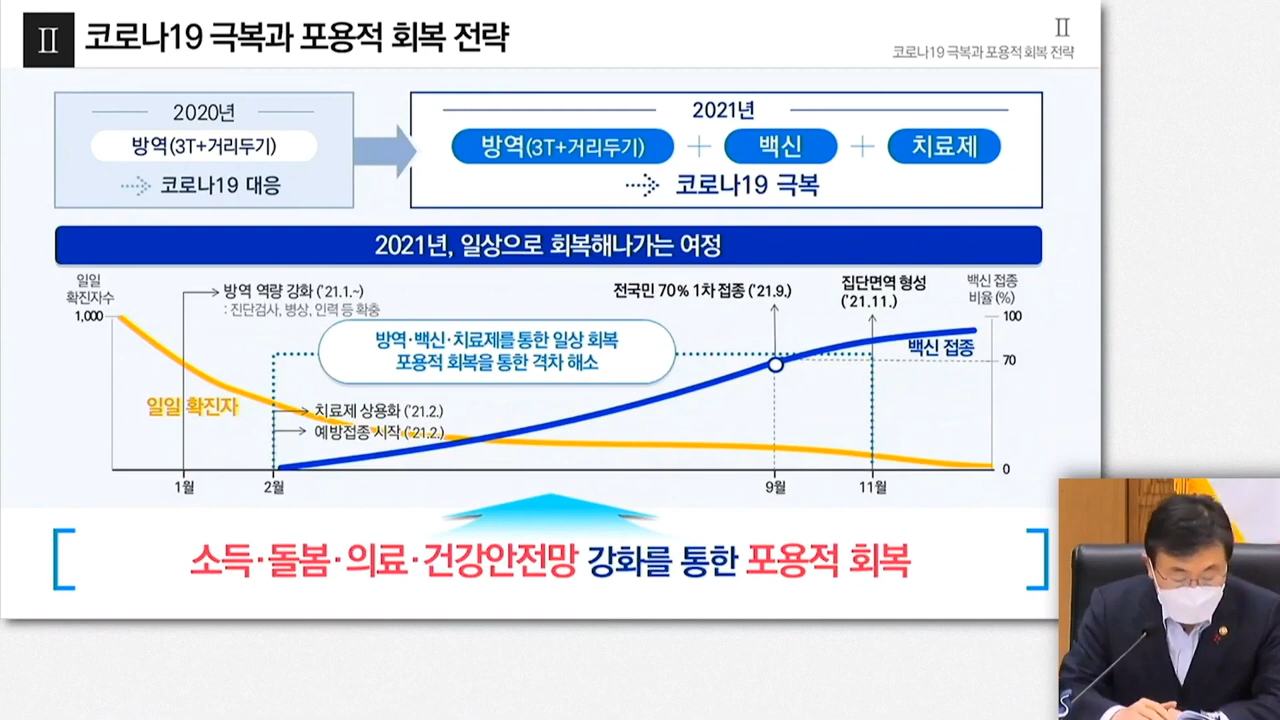 Ⅱ 코로나19 극복과 포용적 회복 전략
Ⅱ
코로나19 극복과 포용적 회복 전략
2020년
방역(3T+거리두기)
코로나19 대응
2021년
방역(3T+거리두기) + 백신 + 치료제
코로나19 극복
2021년, 일상으로 회복해나가는 여정
일일
확진자수
1,000
방역 역량 강화 ('21.1.~)
: 진단검사, 병상, 인력 등 확충
전국민 70% 1차 접종 ('21.9.)
집단면역 형성
('21.11.)
백신 접종
비율 (%)
100
방역·백신·치료제를 통한 일상 회복
포용적 회복을 통한 격차 해소
백신 접종
70
일일 확진자
치료제 상용화 ('21.2.)
예방접종 시작 ('21.2.)
0
1월
2월
9월
11월
소득·돌봄·의료·건강안전망 강화를 통한 포용적 회복